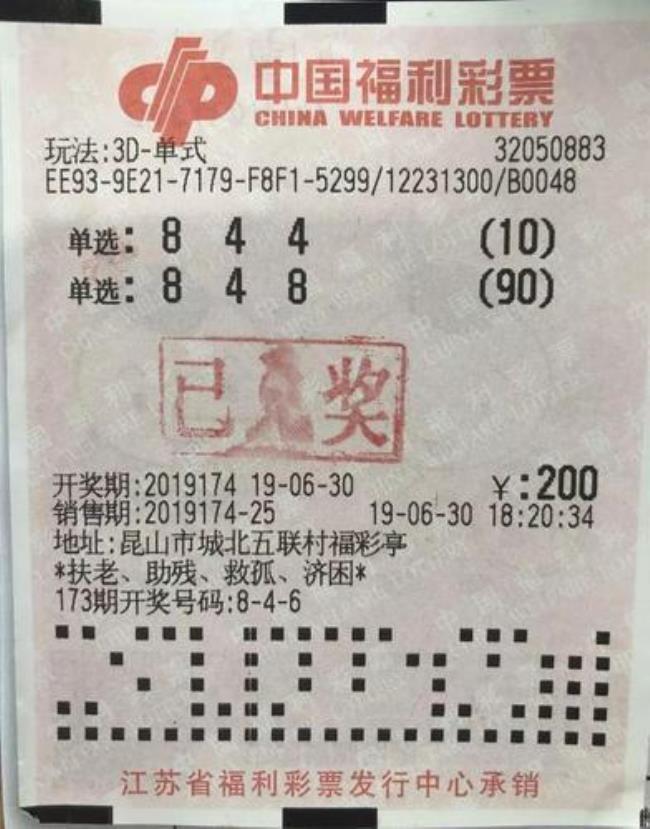 中国福利彩票
CHINA WELFARE LOTTERY
玩法:3D-单式 32050883
EE93-9E21-7179-F8F1-5299/12231300/B0048
单选: 8 4 4 (10)
单选: 8 4 8 (90)
已兑奖
开奖期:2019174 19-06-30 ¥:200
销售期:2019174-25 19-06-30 18:20:34
地址:昆山市城北五联村福彩亭
*扶老、助残、救孤、济困*
173期开奖号码:8-4-6
江苏省福利彩票发行中心承销